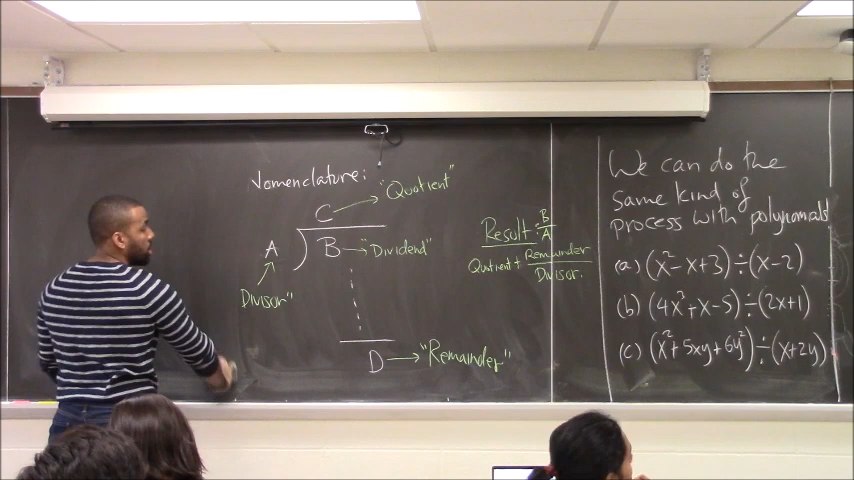 Nomenclature:
C → "Quotient"
A ) B → "Dividend"
Divisor"
D → "Remainder"
Result: B/A
Quotient + Remainder/Divisor.
We can do the
same kind of
process with polynomials
(a) (x²-x+3)÷(x-2)
(b) (4x³+x-5)÷(2x+1)
(c) (x²+5xy+6y²)÷(x+2y)